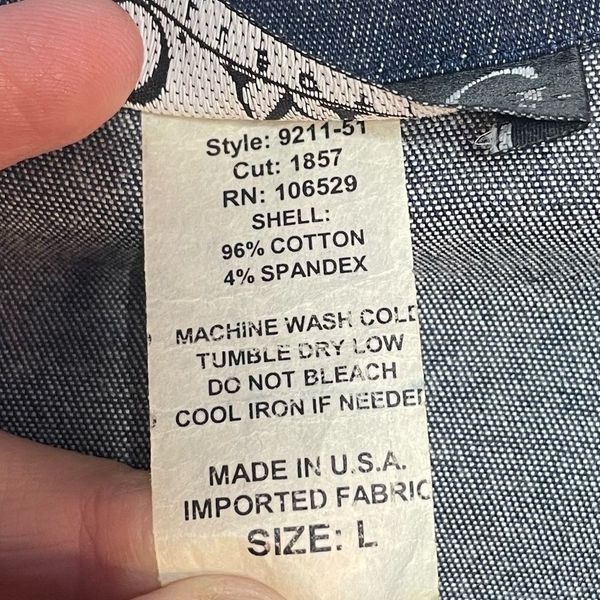 Style: 9211-51
Cut: 1857
RN: 106529
SHELL:
96% COTTON
4% SPANDEX
MACHINE WASH COLD
TUMBLE DRY LOW
DO NOT BLEACH
COOL IRON IF NEEDED
MADE IN U.S.A.
IMPORTED FABRIC
SIZE: L